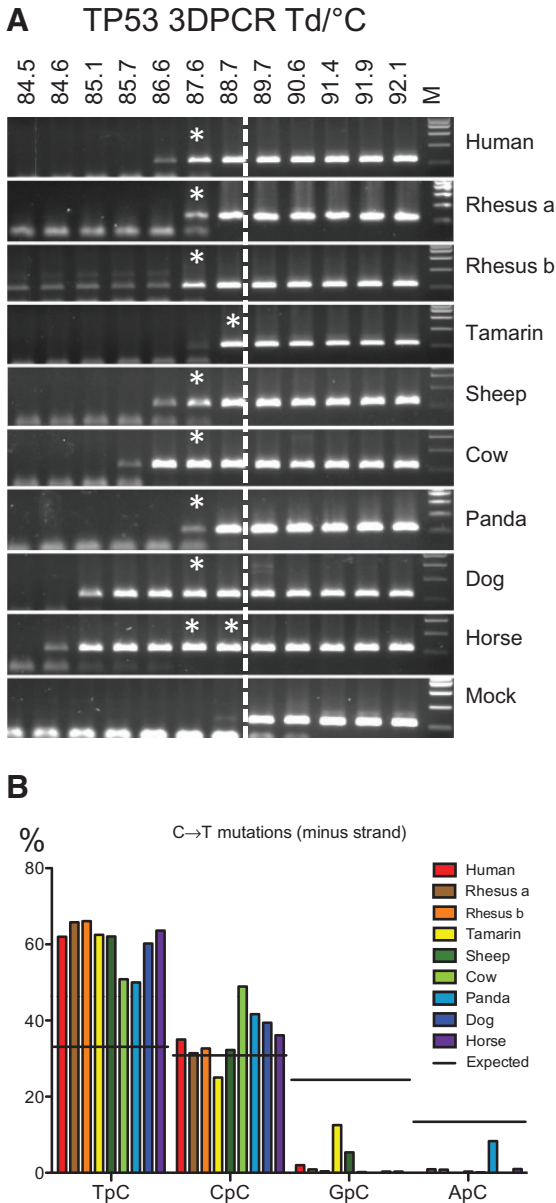 A TP53 3DPCR Td/°C
84.5 84.6 85.1 85.7 86.6 87.6 88.7 89.7 90.6 91.4 91.9 92.1 M
*
Human
*
Rhesus a
*
Rhesus b
*
Tamarin
*
Sheep
*
Cow
*
Panda
*
Dog
* *
Horse
Mock
B
% C→T mutations (minus strand)
80
60
40
20
0
Human
Rhesus a
Rhesus b
Tamarin
Sheep
Cow
Panda
Dog
Horse
Expected
TpC CpC GpC ApC